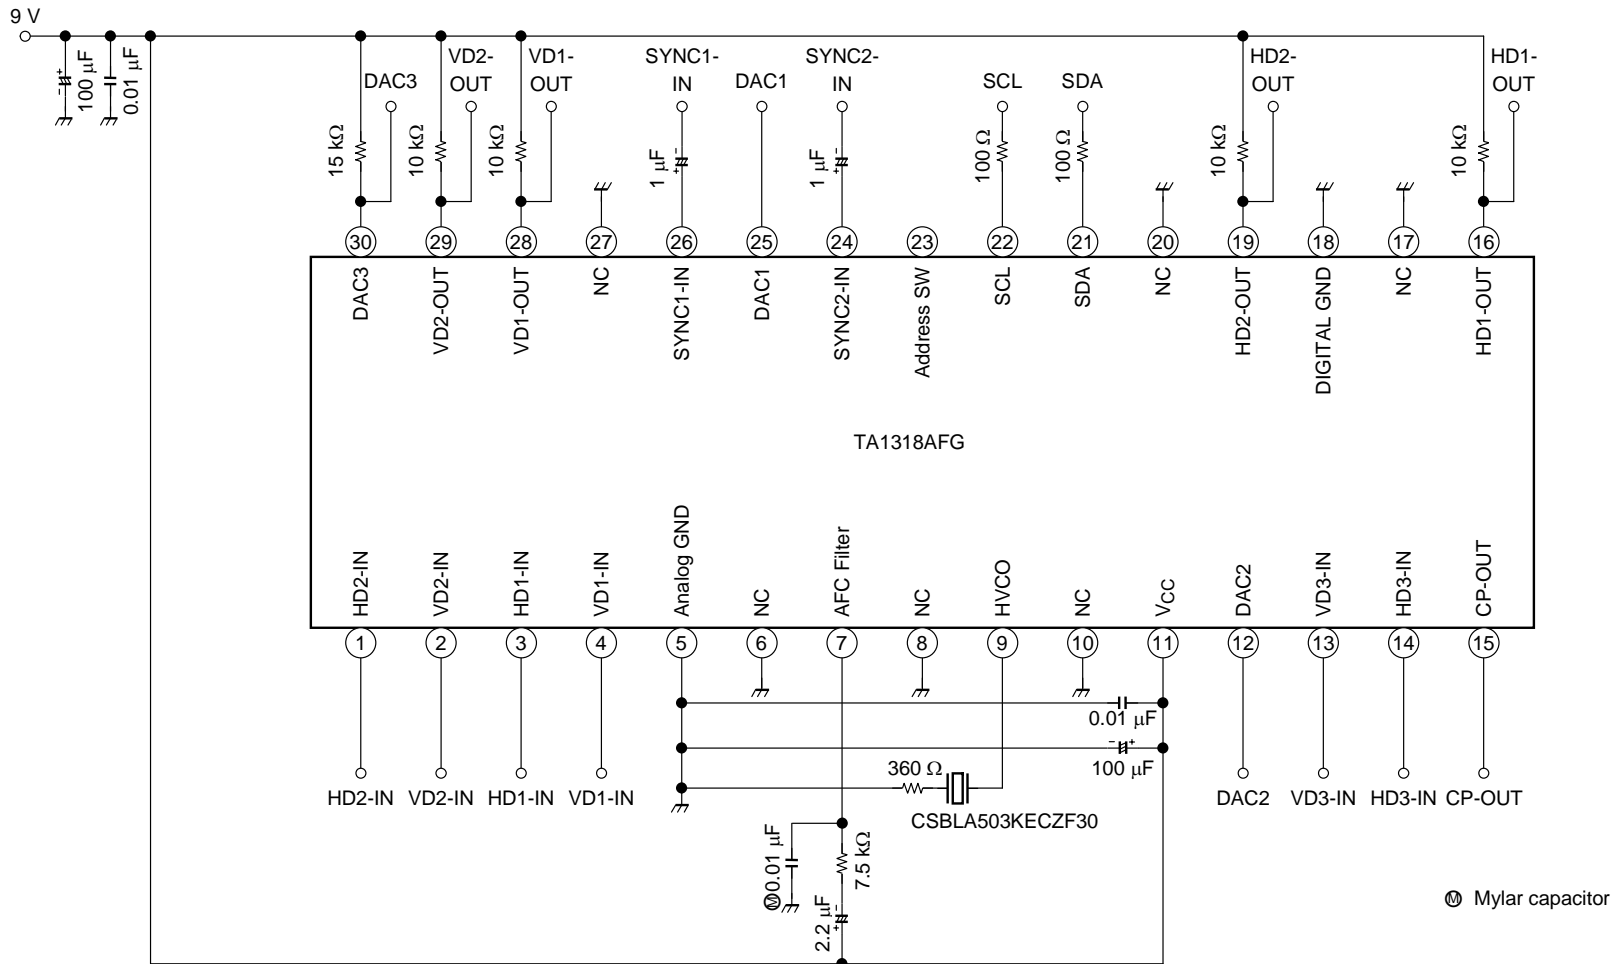 9 V
100 µF
0.01 µF
15 kΩ
DAC3
10 kΩ
VD2-
OUT
10 kΩ
VD1-
OUT
SYNC1-
IN
1 µF
DAC1
SYNC2-
IN
1 µF
SCL
100 Ω
SDA
100 Ω
HD2-
OUT
10 kΩ
HD1-
OUT
10 kΩ
30
29
28
27
26
25
24
23
22
21
20
19
18
17
16
DAC3
VD2-OUT
VD1-OUT
NC
SYNC1-IN
DAC1
SYNC2-IN
Address SW
SCL
SDA
NC
HD2-OUT
DIGITAL GND
NC
HD1-OUT
TA1318AFG
HD2-IN
VD2-IN
HD1-IN
VD1-IN
Analog GND
NC
AFC Filter
NC
HVCO
NC
VCC
DAC2
VD3-IN
HD3-IN
CP-OUT
1
2
3
4
5
6
7
8
9
10
11
12
13
14
15
0.01 µF
100 µF
360 Ω
CSBLA503KECZF30
HD2-IN
VD2-IN
HD1-IN
VD1-IN
DAC2
VD3-IN
HD3-IN
CP-OUT
Ⓜ0.01 µF
7.5 kΩ
2.2 µF
Ⓜ Mylar capacitor